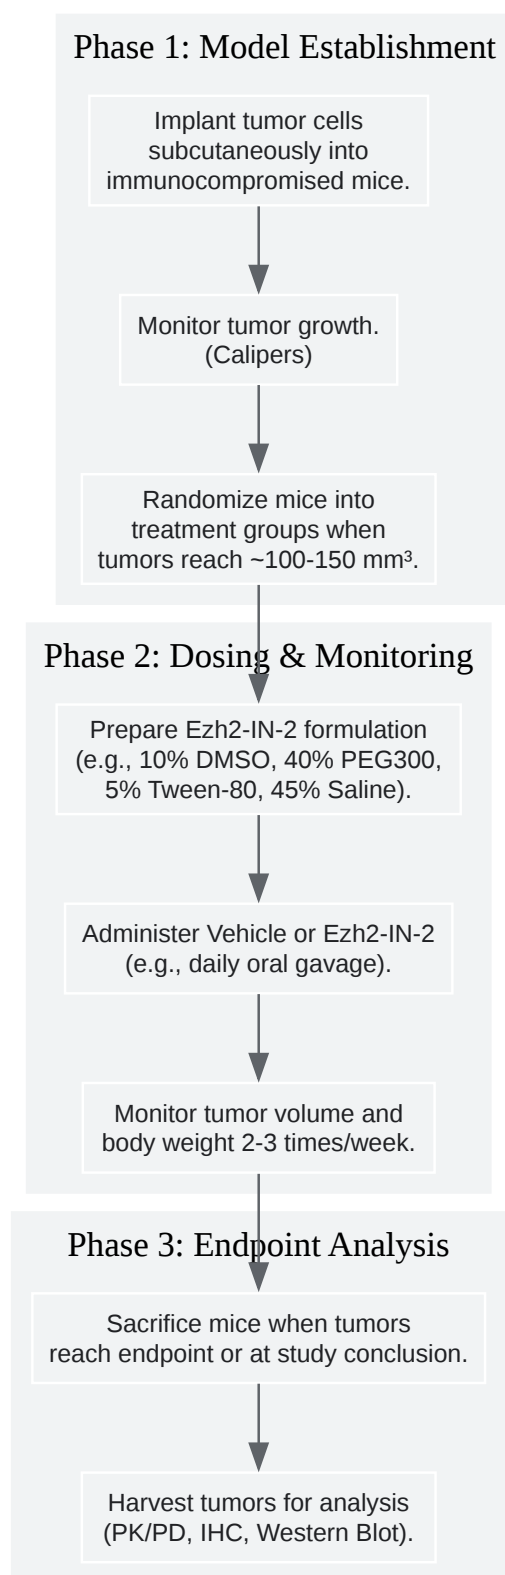 Phase 1: Model Establishment
Implant tumor cells
subcutaneously into
immunocompromised mice.
Monitor tumor growth.
(Calipers)
Randomize mice into
treatment groups when
tumors reach ~100-150 mm³.
Phase 2: Dosing & Monitoring
Prepare Ezh2-IN-2 formulation
(e.g., 10% DMSO, 40% PEG300,
5% Tween-80, 45% Saline).
Administer Vehicle or Ezh2-IN-2
(e.g., daily oral gavage).
Monitor tumor volume and
body weight 2-3 times/week.
Phase 3: Endpoint Analysis
Sacrifice mice when tumors
reach endpoint or at study conclusion.
Harvest tumors for analysis
(PK/PD, IHC, Western Blot).